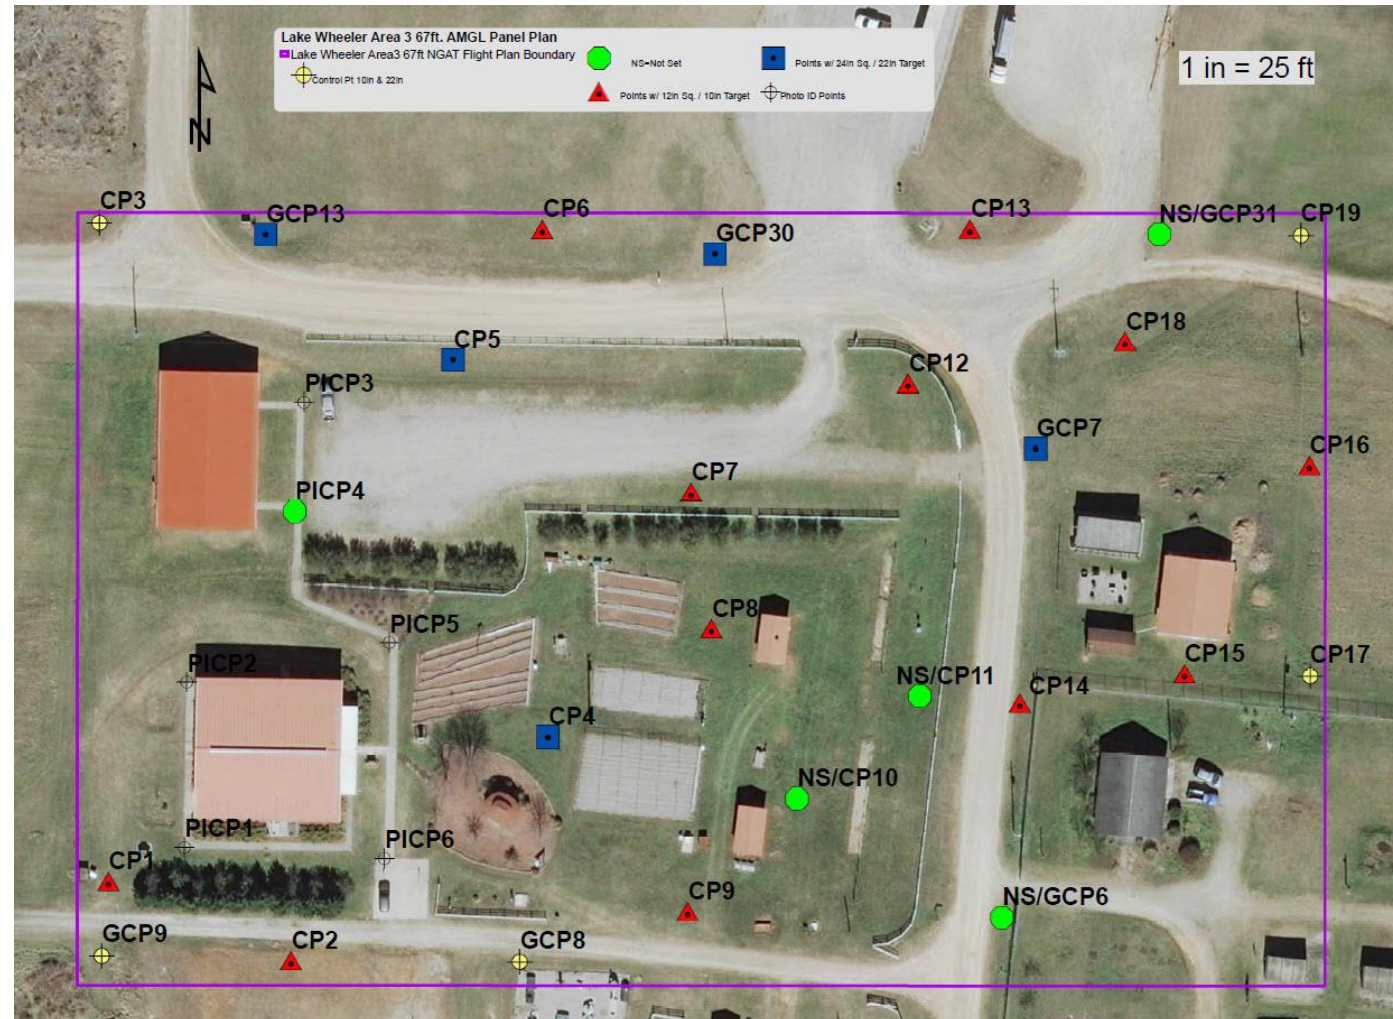 Lake Wheeler Area 3 67ft. AMGL Panel Plan
Lake Wheeler Area3 67ft NGAT Flight Plan Boundary
Control Pt 10in & 22in
NS=Not Set
Points w/ 24in Sq. / 22in Target
Points w/ 12in Sq. / 10in Target
Photo ID Points
1 in = 25 ft
N
CP3
GCP13
CP6
GCP30
CP13
NS/GCP31
CP19
CP5
CP18
CP12
PICP3
GCP7
CP16
CP7
PICP4
CP8
PICP5
PICP2
NS/CP11
CP15
CP17
CP14
CP4
NS/CP10
PICP1
PICP6
CP1
CP9
NS/GCP6
GCP9
CP2
GCP8